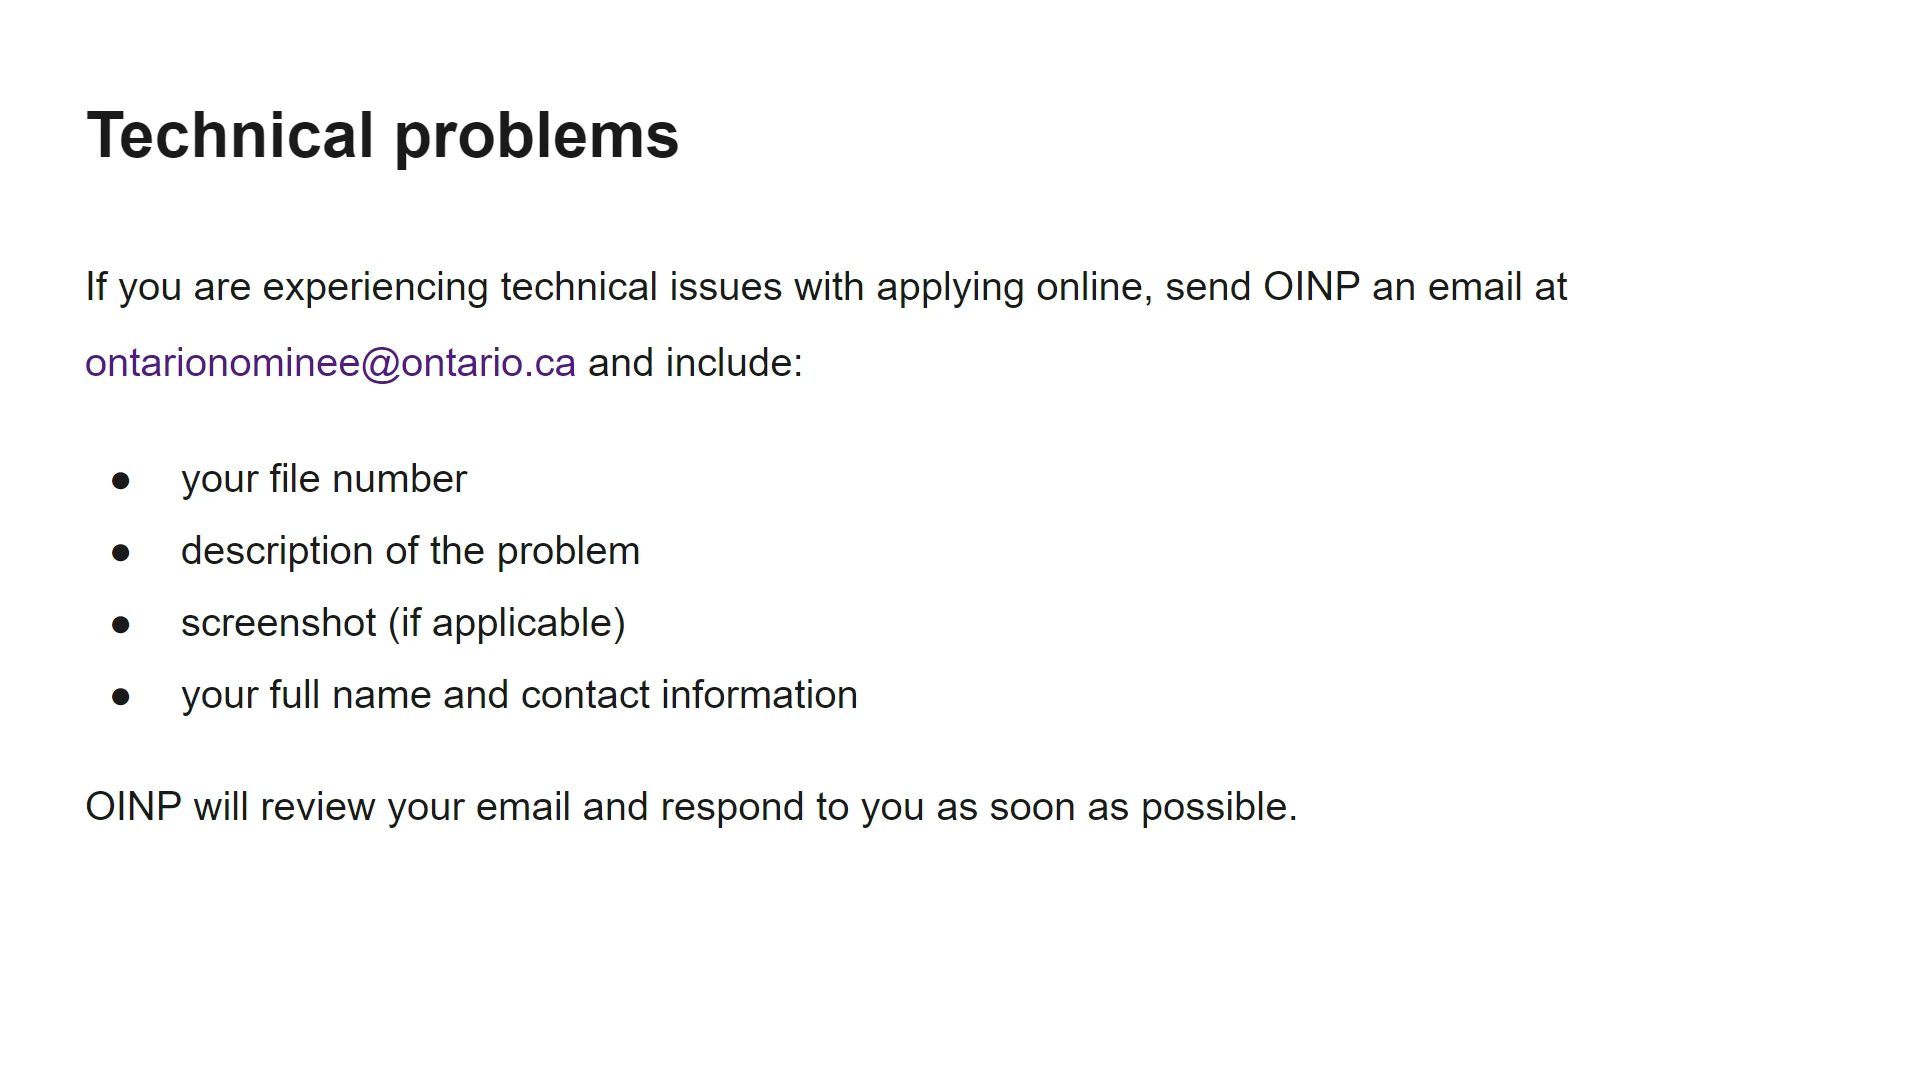 Technical problems
If you are experiencing technical issues with applying online, send OINP an email at
ontarionominee@ontario.ca and include:
● your file number
● description of the problem
● screenshot (if applicable)
● your full name and contact information
OINP will review your email and respond to you as soon as possible.